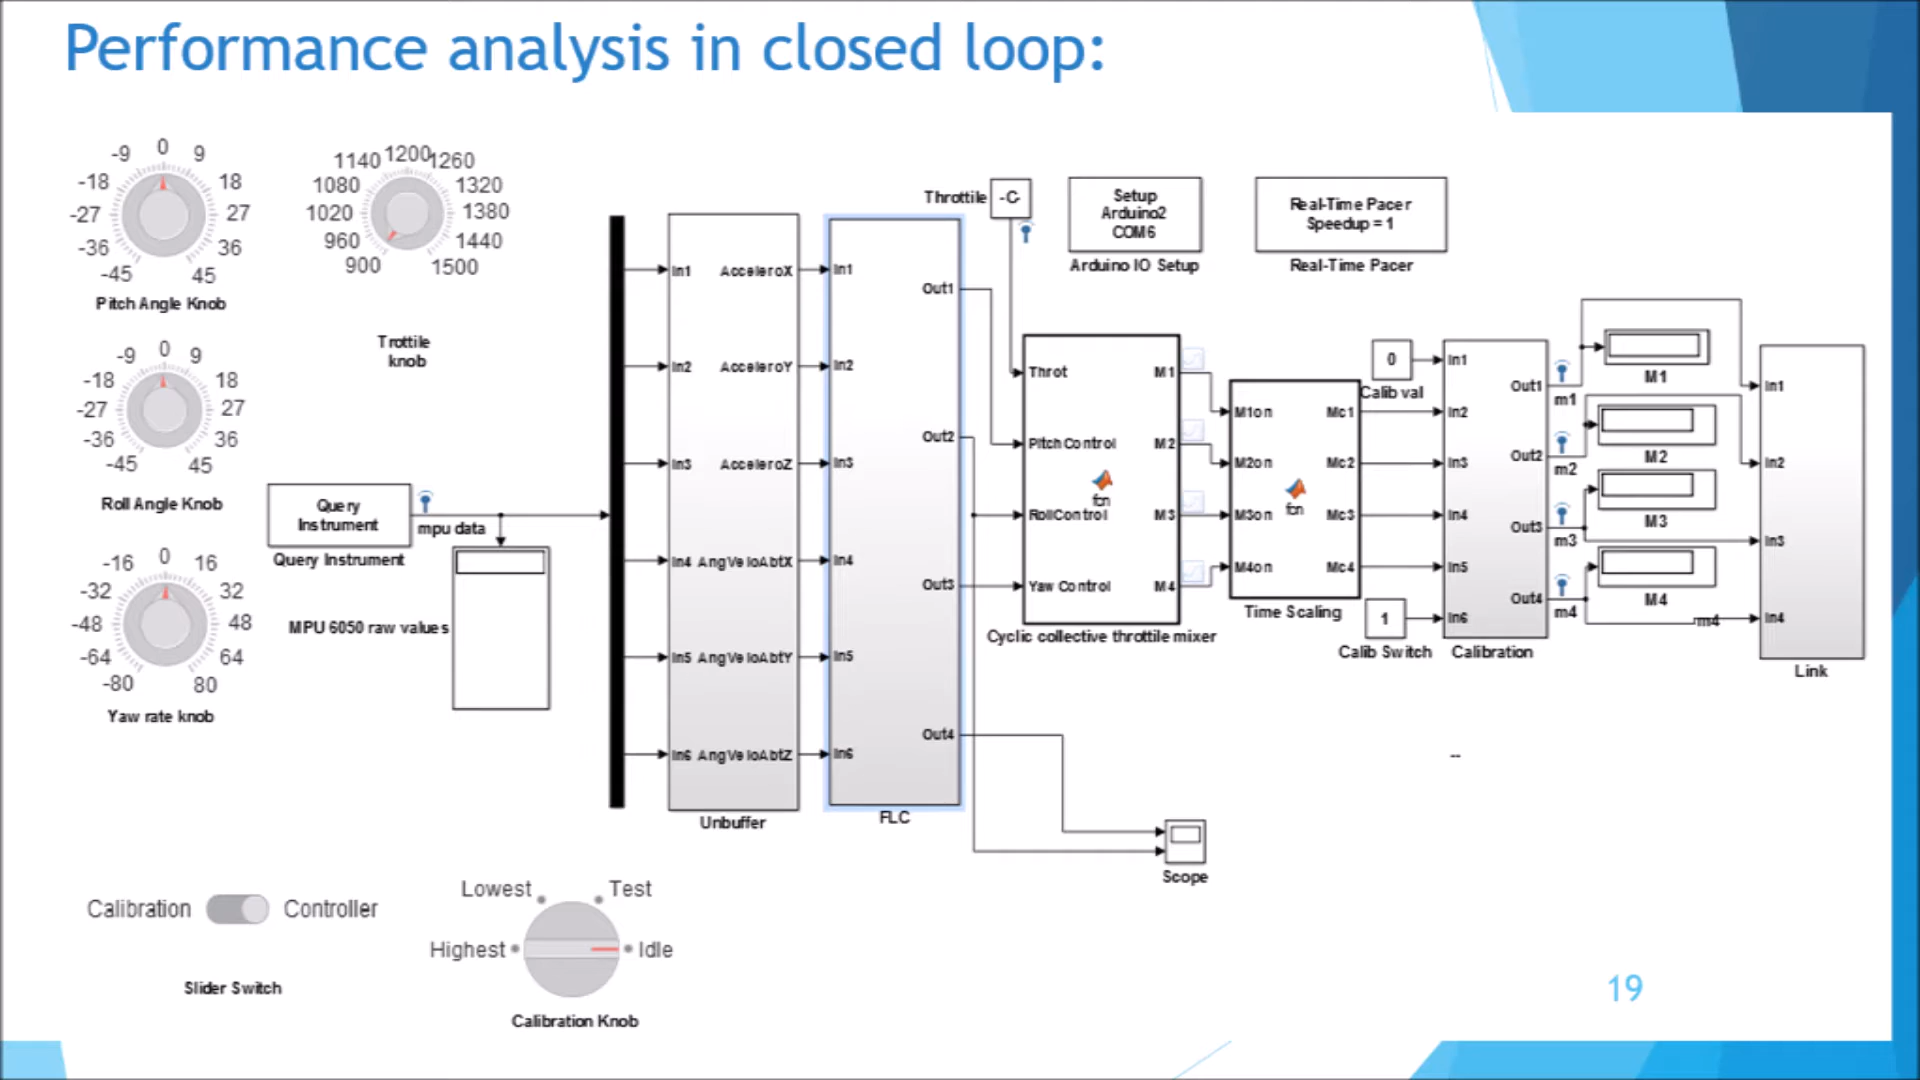 Performance analysis in closed loop:
-9 0 9
-18 18
-27 27
-36 36
-45 45
Pitch Angle Knob
1140 1200 1260
1080 1320
1020 1380
960 1440
900 1500
Trottile
knob
-9 0 9
-18 18
-27 27
-36 36
-45 45
Roll Angle Knob
-16 0 16
-32 32
-48 48
-64 64
-80 80
Yaw rate knob
Query
Instrument
Query Instrument
mpu data
MPU 6050 raw values
In1 AcceleroX
In2 AcceleroY
In3 AcceleroZ
In4 AngVeloAbtX
In5 AngVeloAbtY
In6 AngVeloAbtZ
Unbuffer
In1
Out1
In2
Out2
In3
In4
Out3
In5
Out4
In6
FLC
Throttile
-C-
Setup
Arduino2
COM6
Arduino IO Setup
Real-Time Pacer
Speedup = 1
Real-Time Pacer
Throt M1
Pitch Control M2
fcn
RollControl M3
Yaw Control M4
Cyclic collective throttile mixer
M1on Mc1
M2on Mc2
fcn
M3on Mc3
M4on Mc4
Time Scaling
0
Calib val
1
Calib Switch
In1
Out1
In2
Out2
In3
In4
Out3
In5
Out4
In6
Calibration
m1
m2
m3
m4
M1
M2
M3
M4
m4
In1
In2
In3
In4
Link
--
Scope
Calibration Controller
Slider Switch
Lowest Test
Highest Idle
Calibration Knob
19